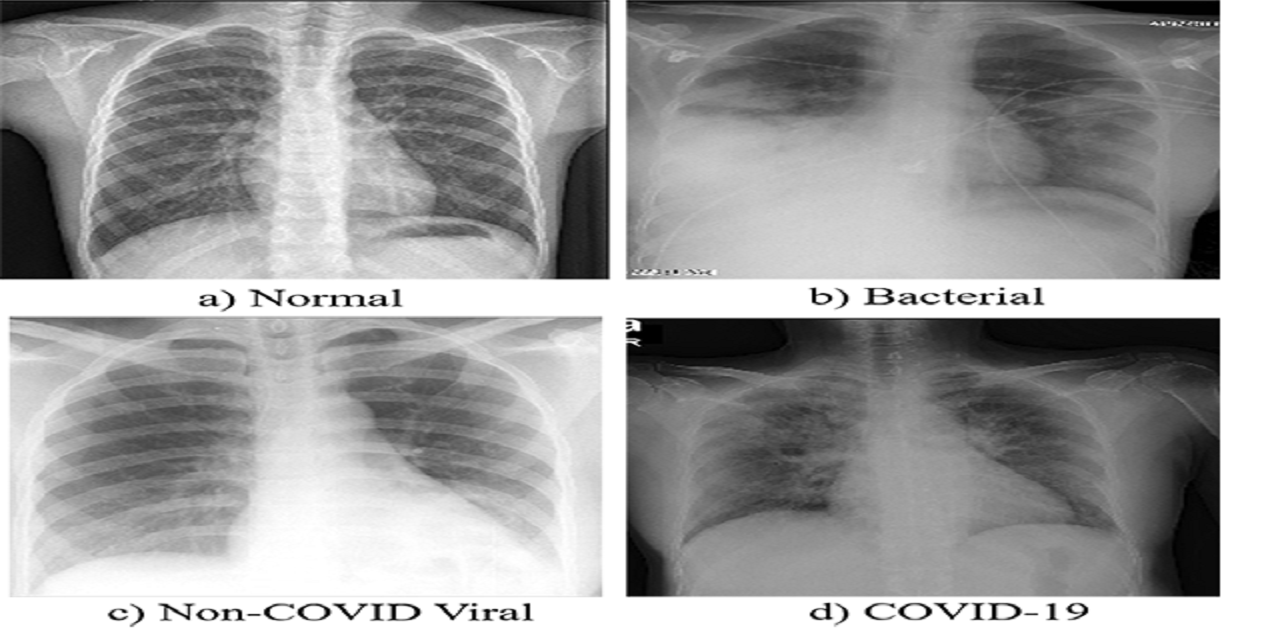 a) Normal
b) Bacterial
a
R
c) Non-COVID Viral
d) COVID-19